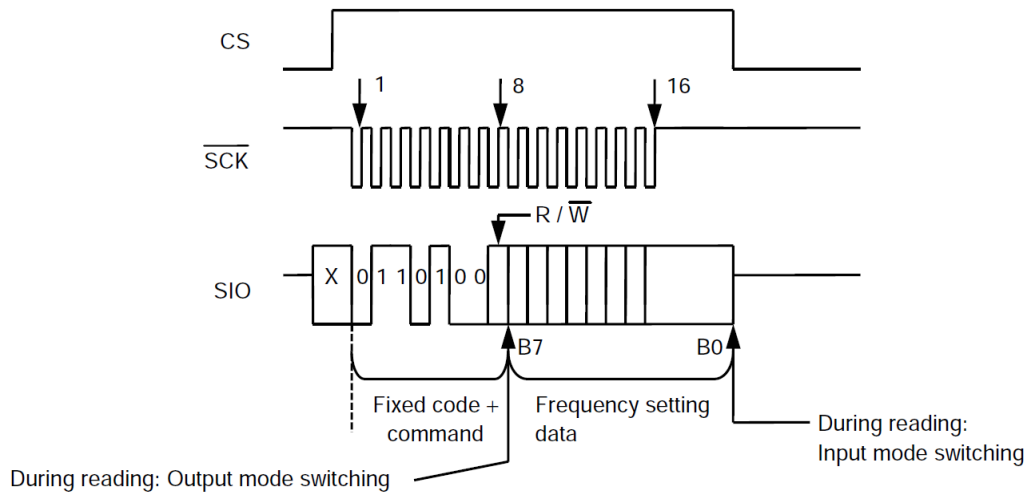 CS
1 8 16
S̅C̅K̅
R / W̅
SIO
X 0 1 1 0 1 0 0
B7 B0
Fixed code +
command
Frequency setting
data
During reading:
Input mode switching
During reading: Output mode switching